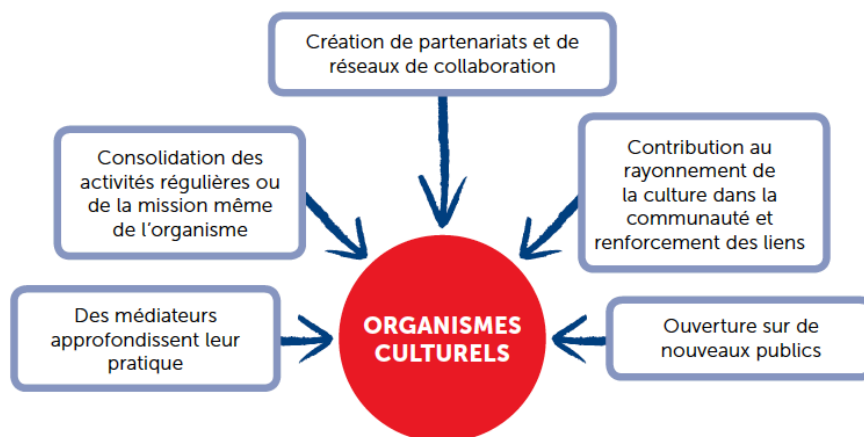 Création de partenariats et de
réseaux de collaboration
Consolidation des
activités régulières ou
de la mission même
de l’organisme
Contribution au
rayonnement de
la culture dans la
communauté et
renforcement des liens
Des médiateurs
approfondissent leur
pratique
ORGANISMES
CULTURELS
Ouverture sur de
nouveaux publics